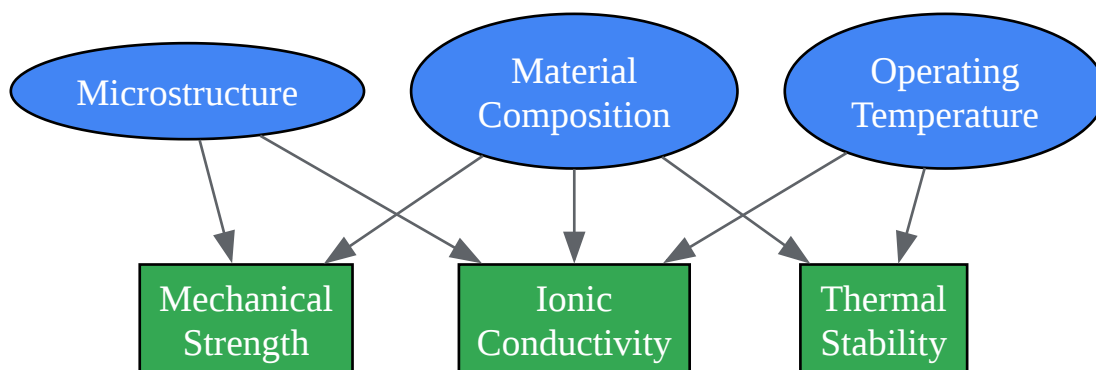 Microstructure
Material
Composition
Operating
Temperature
Mechanical
Strength
Ionic
Conductivity
Thermal
Stability